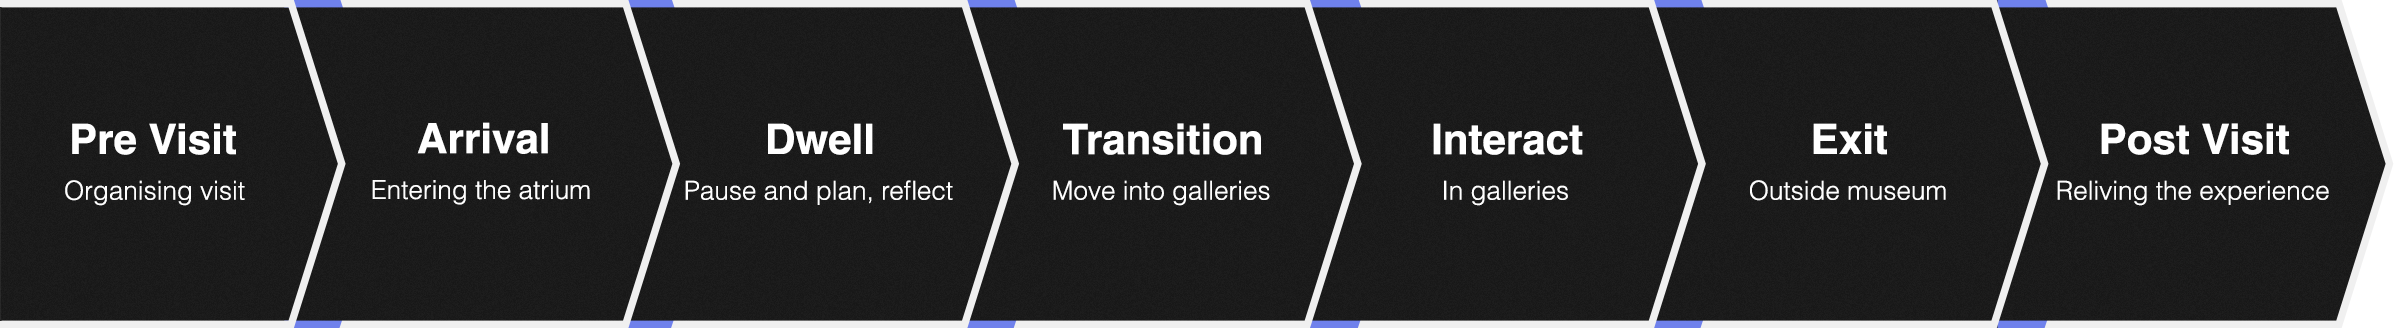 Pre Visit
Organising visit
Arrival
Entering the atrium
Dwell
Pause and plan, reflect
Transition
Move into galleries
Interact
In galleries
Exit
Outside museum
Post Visit
Reliving the experience